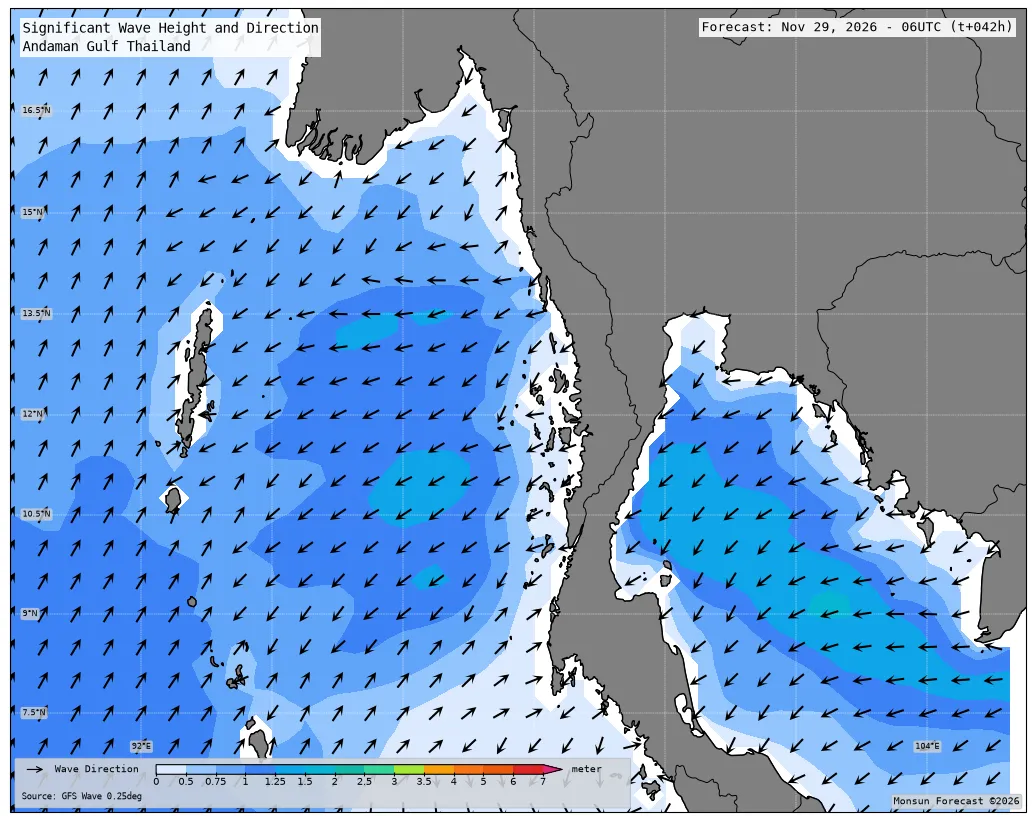 Significant Wave Height and Direction
Andaman Gulf Thailand
Forecast: Nov 29, 2026 - 06UTC (t+042h)
16.5°N
15°N
13.5°N
12°N
10.5°N
9°N
7.5°N
92°E
104°E
Wave Direction
0 0.5 0.75 1 1.25 1.5 2 2.5 3 3.5 4 5 6 7
meter
Source: GFS Wave 0.25deg
Monsun Forecast ©2026